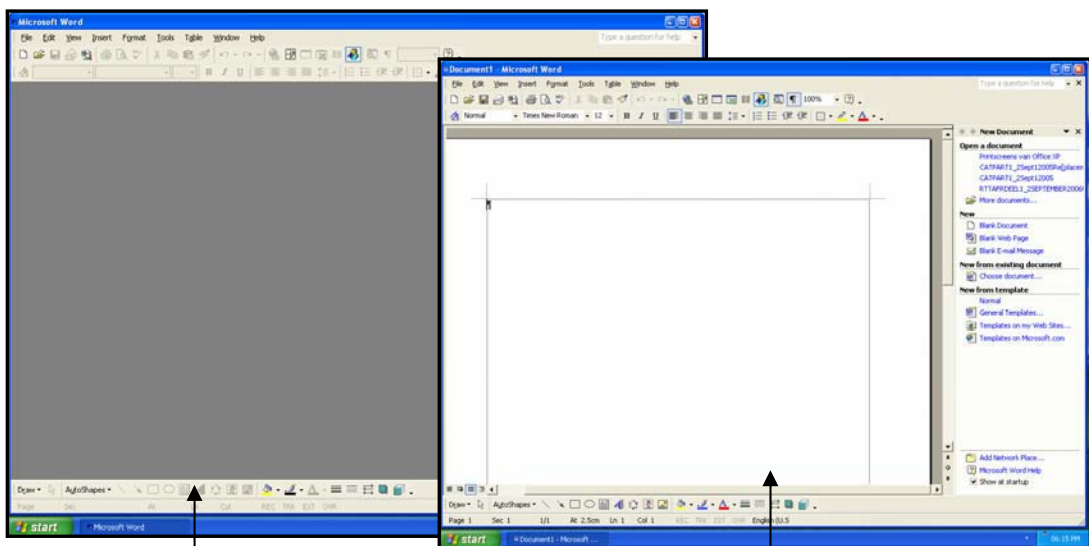 Microsoft Word
File Edit View Insert Format Tools Table Window Help
Type a question for help
Draw AutoShapes
Page Sec At Ln Col REC TRK EXT OVR
start Microsoft Word
Document1 - Microsoft Word
File Edit View Insert Format Tools Table Window Help
Type a question for help
100%
Normal Times New Roman 12 B I U
New Document
Open a document
Printscreens van Office XP
CATPART1_2Sept12005
More documents...
New
Blank Document
Blank Web Page
Blank E-mail Message
New from existing document
Choose document...
New from template
Normal
General Templates...
Templates on my Web Sites...
Templates on Microsoft.com
Add Network Place...
Microsoft Word Help
Show at startup
Draw AutoShapes
Page 1 Sec 1 1/1 At 2.5cm Ln 1 Col 1 REC TRK EXT OVR English (U.S
start Document1 - Microsoft ... 06:15 PM